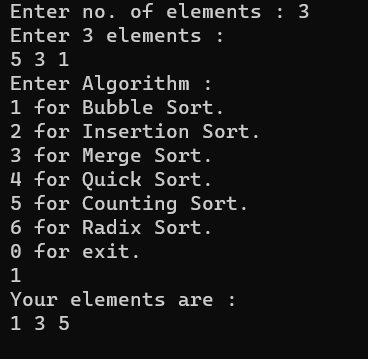 Enter no. of elements : 3
Enter 3 elements :
5 3 1
Enter Algorithm :
1 for Bubble Sort.
2 for Insertion Sort.
3 for Merge Sort.
4 for Quick Sort.
5 for Counting Sort.
6 for Radix Sort.
0 for exit.
1
Your elements are :
1 3 5